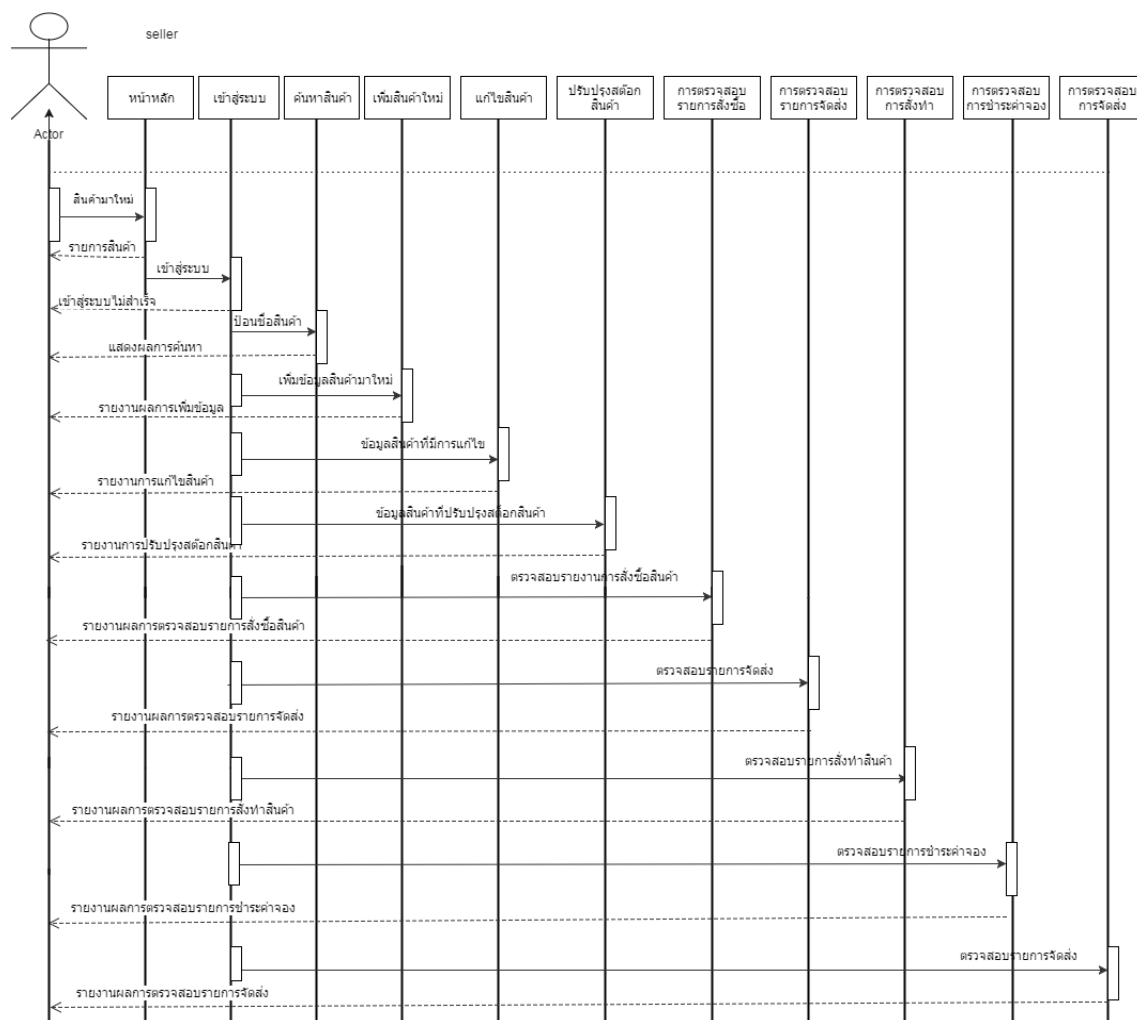 seller
Actor
หน้าหลัก
เข้าสู่ระบบ
ค้นหาสินค้า
เพิ่มสินค้าใหม่
แก้ไขสินค้า
ปรับปรุงสต๊อก
สินค้า
การตรวจสอบ
รายการสั่งซื้อ
การตรวจสอบ
รายการจัดส่ง
การตรวจสอบ
การสั่งทำ
การตรวจสอบ
การชำระค่าจอง
การตรวจสอบ
การจัดส่ง
สินค้ามาใหม่
รายการสินค้า
เข้าสู่ระบบ
เข้าสู่ระบบไม่สำเร็จ
ป้อนชื่อสินค้า
แสดงผลการค้นหา
เพิ่มข้อมูลสินค้ามาใหม่
รายงานผลการเพิ่มข้อมูล
ข้อมูลสินค้าที่มีการแก้ไข
รายงานการแก้ไขสินค้า
ข้อมูลสินค้าที่ปรับปรุงสต๊อกสินค้า
รายงานการปรับปรุงสต๊อกสินค้า
ตรวจสอบรายงานการสั่งซื้อสินค้า
รายงานผลการตรวจสอบรายการสั่งซื้อสินค้า
ตรวจสอบรายการจัดส่ง
รายงานผลการตรวจสอบรายการจัดส่ง
ตรวจสอบรายการสั่งทำสินค้า
รายงานผลการตรวจสอบรายการสั่งทำสินค้า
ตรวจสอบรายการชำระค่าจอง
รายงานผลการตรวจสอบรายการชำระค่าจอง
ตรวจสอบรายการจัดส่ง
รายงานผลการตรวจสอบรายการจัดส่ง